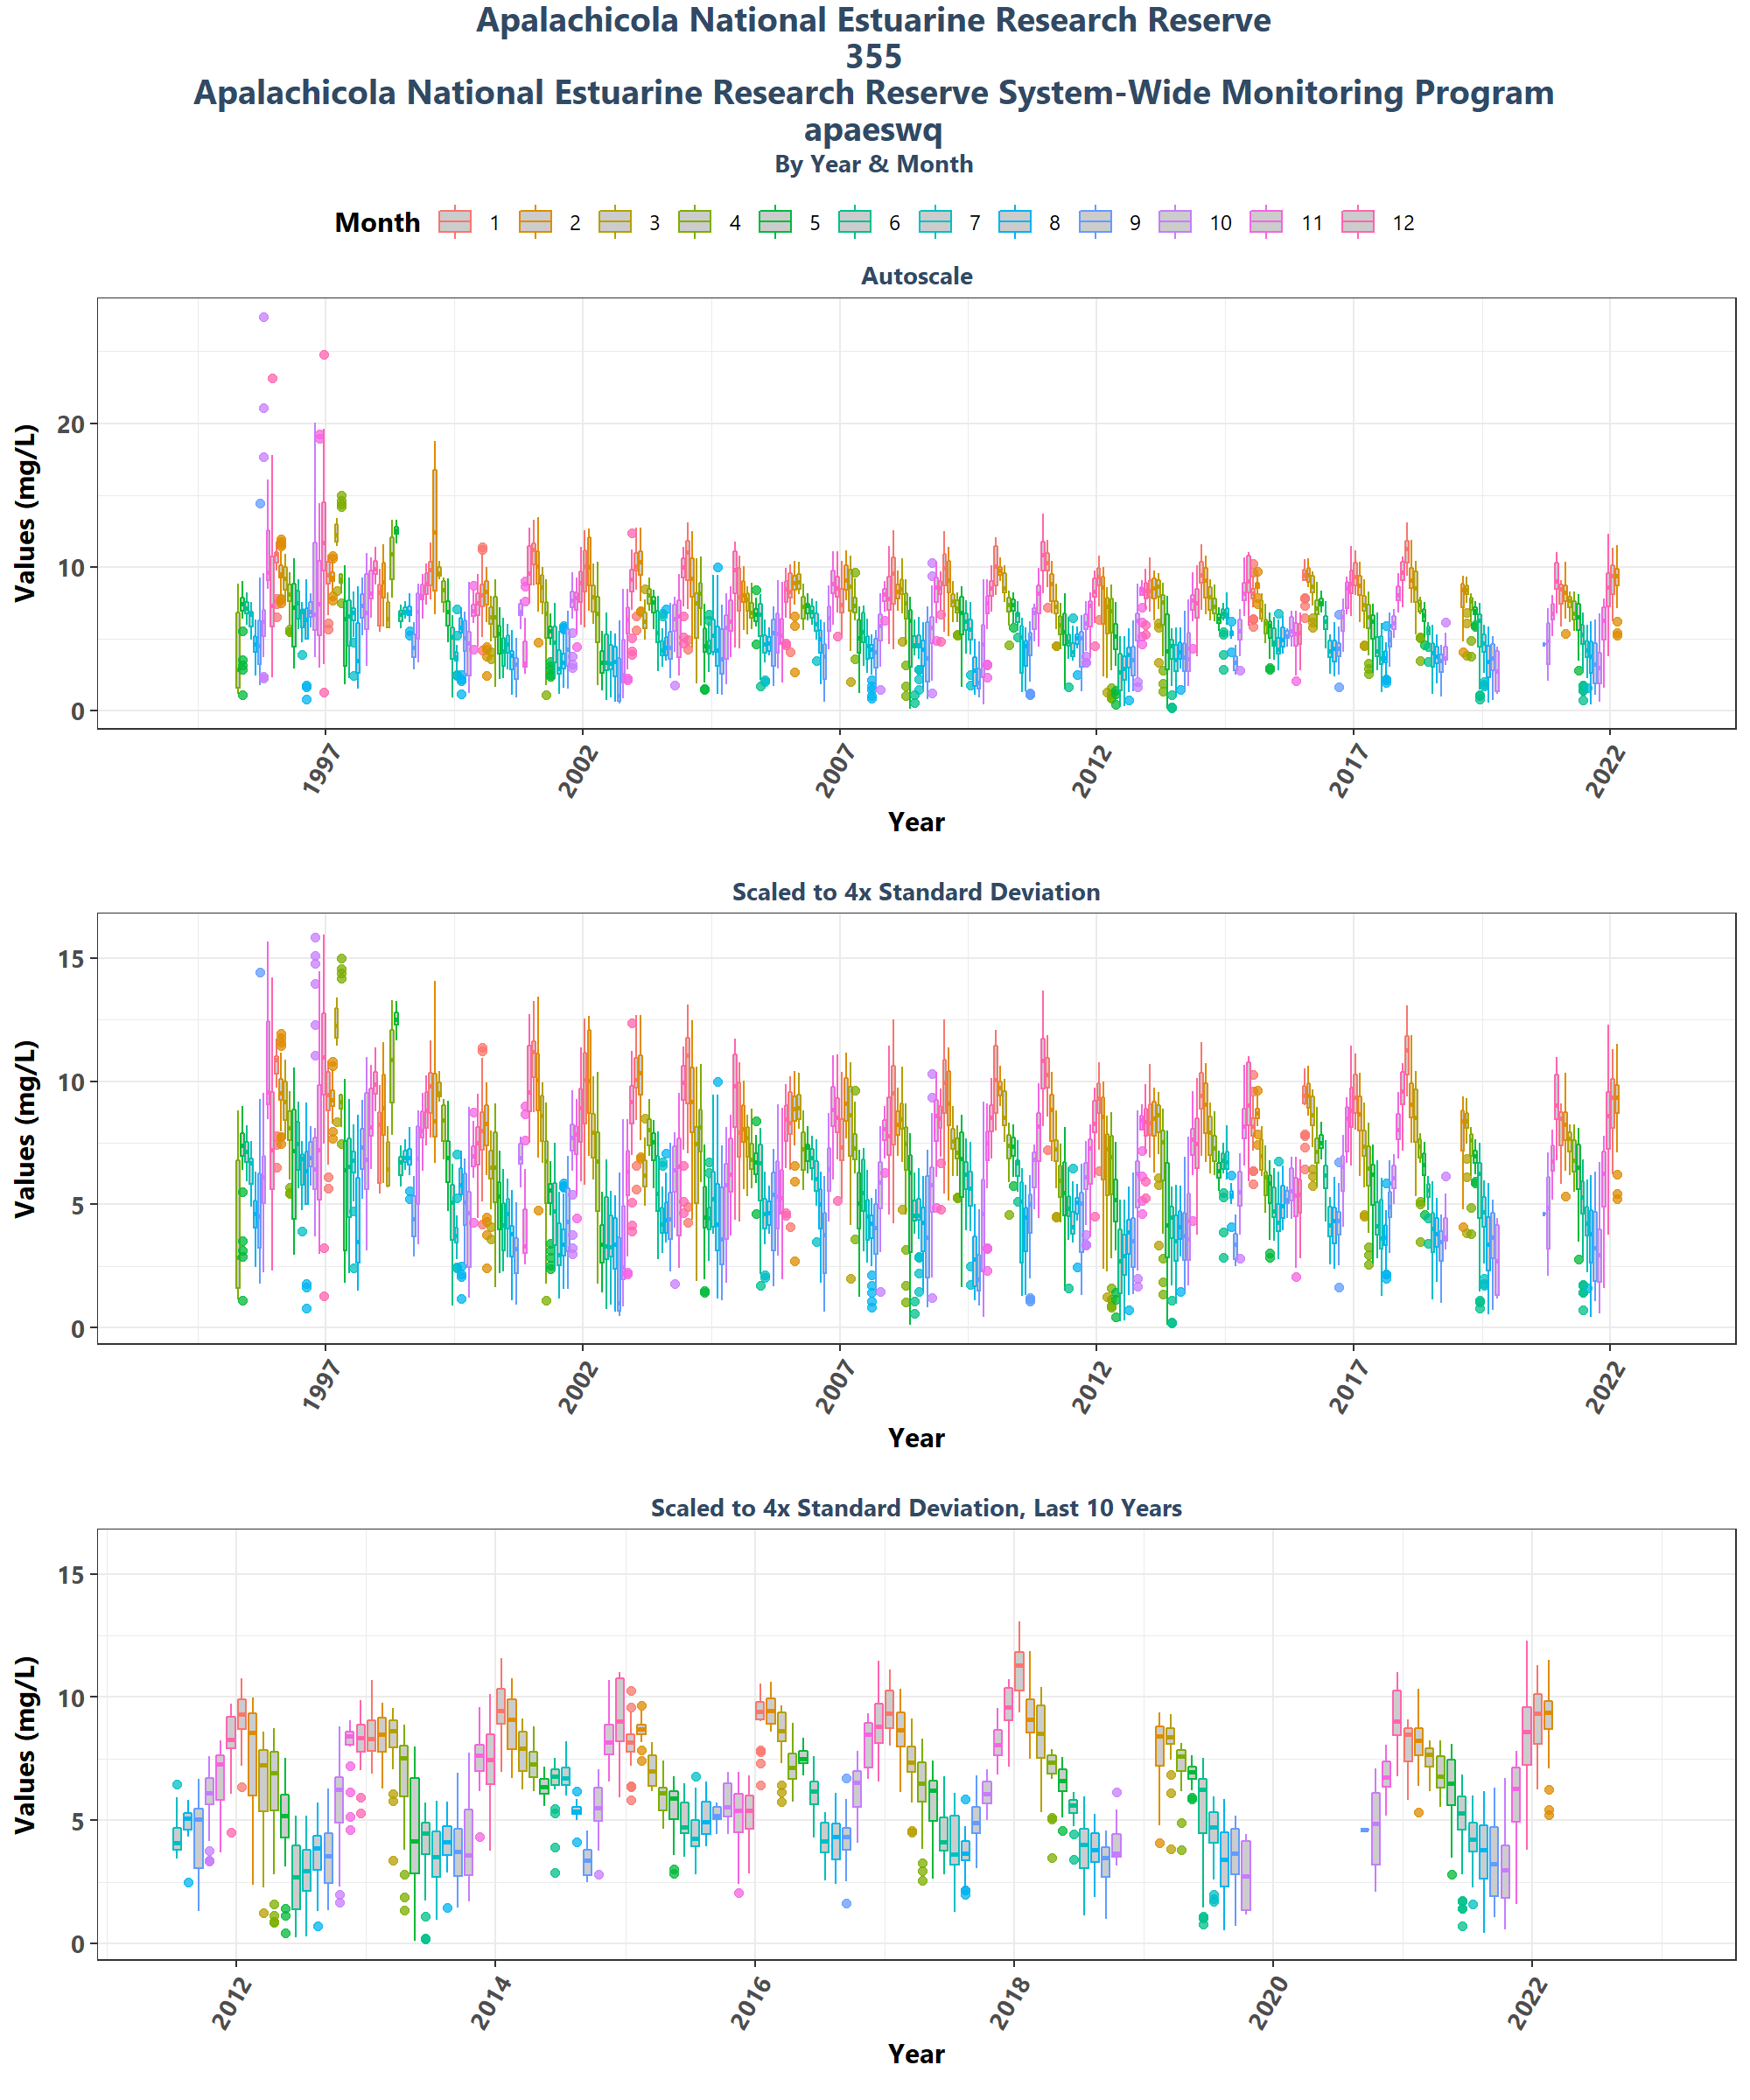 Apalachicola National Estuarine Research Reserve
355
Apalachicola National Estuarine Research Reserve System-Wide Monitoring Program
apaeswq
By Year & Month
Month 1 2 3 4 5 6 7 8 9 10 11 12
Autoscale
Values (mg/L)
20
10
0
1997 2002 2007 2012 2017 2022
Year
Scaled to 4x Standard Deviation
Values (mg/L)
15
10
5
0
1997 2002 2007 2012 2017 2022
Year
Scaled to 4x Standard Deviation, Last 10 Years
Values (mg/L)
15
10
5
0
2012 2014 2016 2018 2020 2022
Year